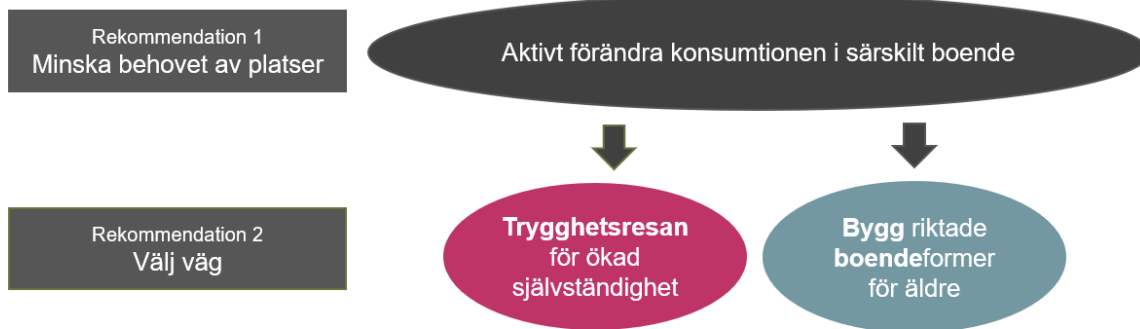 Rekommendation 1
Minska behovet av platser
Aktivt förändra konsumtionen i särskilt boende
Rekommendation 2
Välj väg
Trygghetsresan
för ökad
självständighet
Bygg riktade
boendeformer
för äldre